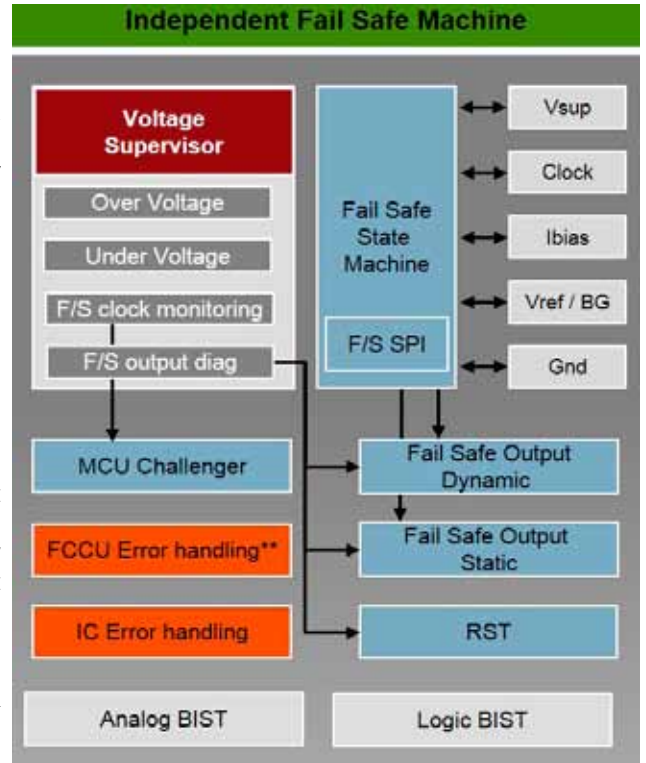 Independent Fail Safe Machine
Voltage
Supervisor
Over Voltage
Under Voltage
F/S clock monitoring
F/S output diag
MCU Challenger
FCCU Error handling**
IC Error handling
Analog BIST
Fail Safe
State
Machine
F/S SPI
Vsup
Clock
Ibias
Vref / BG
Gnd
Fail Safe Output
Dynamic
Fail Safe Output
Static
RST
Logic BIST